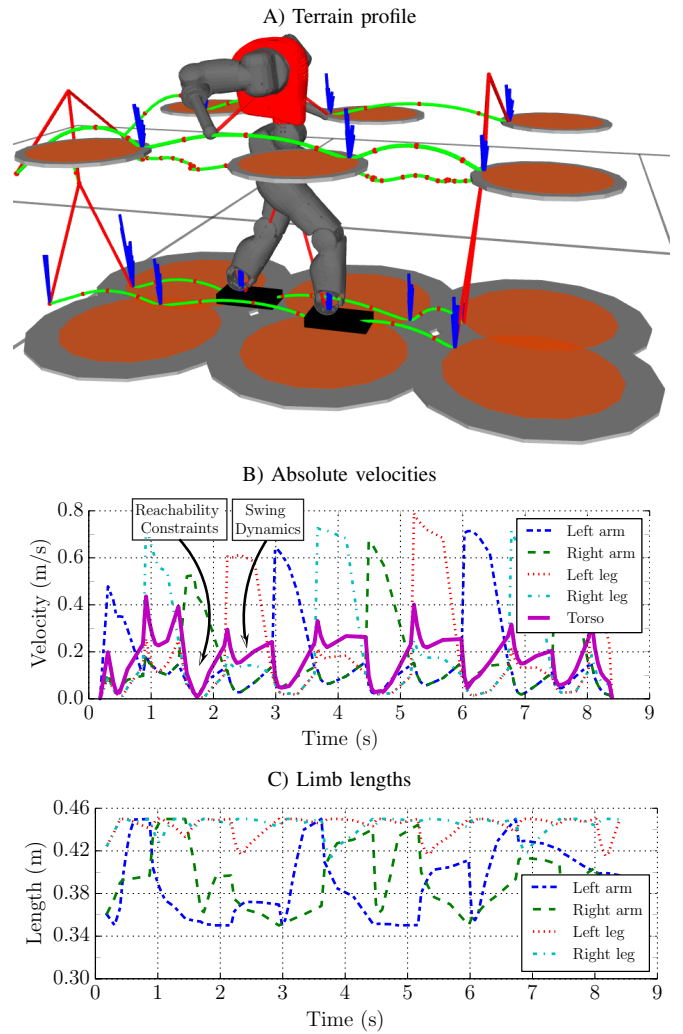 A) Terrain profile
B) Absolute velocities
0.8
0.6
0.4
0.2
0.0
Velocity (m/s)
Reachability
Constraints
Swing
Dynamics
Left arm
Right arm
Left leg
Right leg
Torso
0 1 2 3 4 5 6 7 8 9
Time (s)
C) Limb lengths
0.46
0.42
0.38
0.34
0.30
Length (m)
Left arm
Right arm
Left leg
Right leg
0 1 2 3 4 5 6 7 8 9
Time (s)